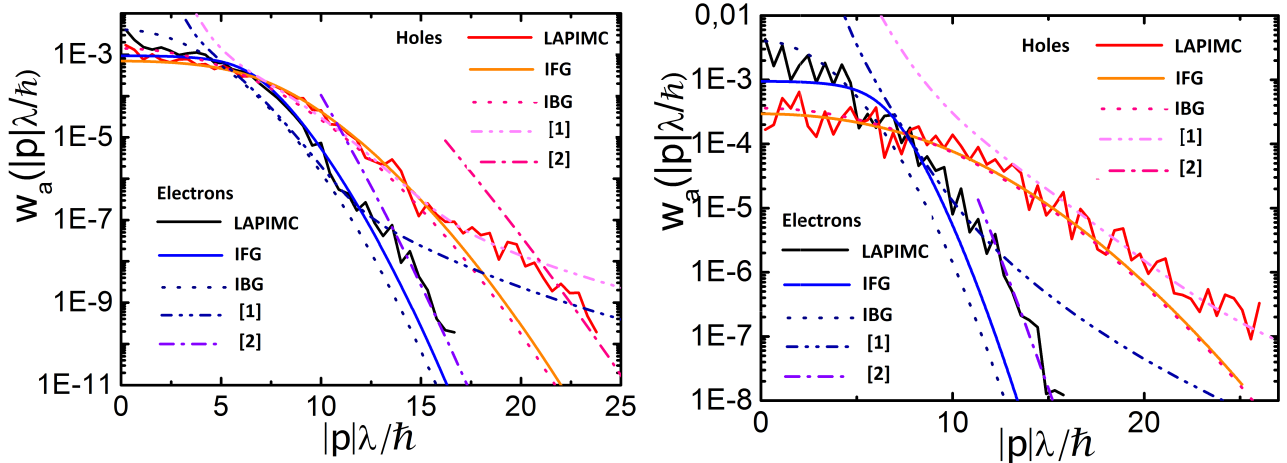 1E-3
1E-5
1E-7
1E-9
1E-11
w_a(|p|λ/ħ)
Holes
LAPIMC
IFG
IBG
[1]
[2]
Electrons
LAPIMC
IFG
IBG
[1]
[2]
0 5 10 15 20 25
|p|λ/ħ
0,01
1E-3
1E-4
1E-5
1E-6
1E-7
1E-8
w_a(|p|λ/ħ)
Holes
LAPIMC
IFG
IBG
[1]
[2]
Electrons
LAPIMC
IFG
IBG
[1]
[2]
0 10 20
|p|λ/ħ